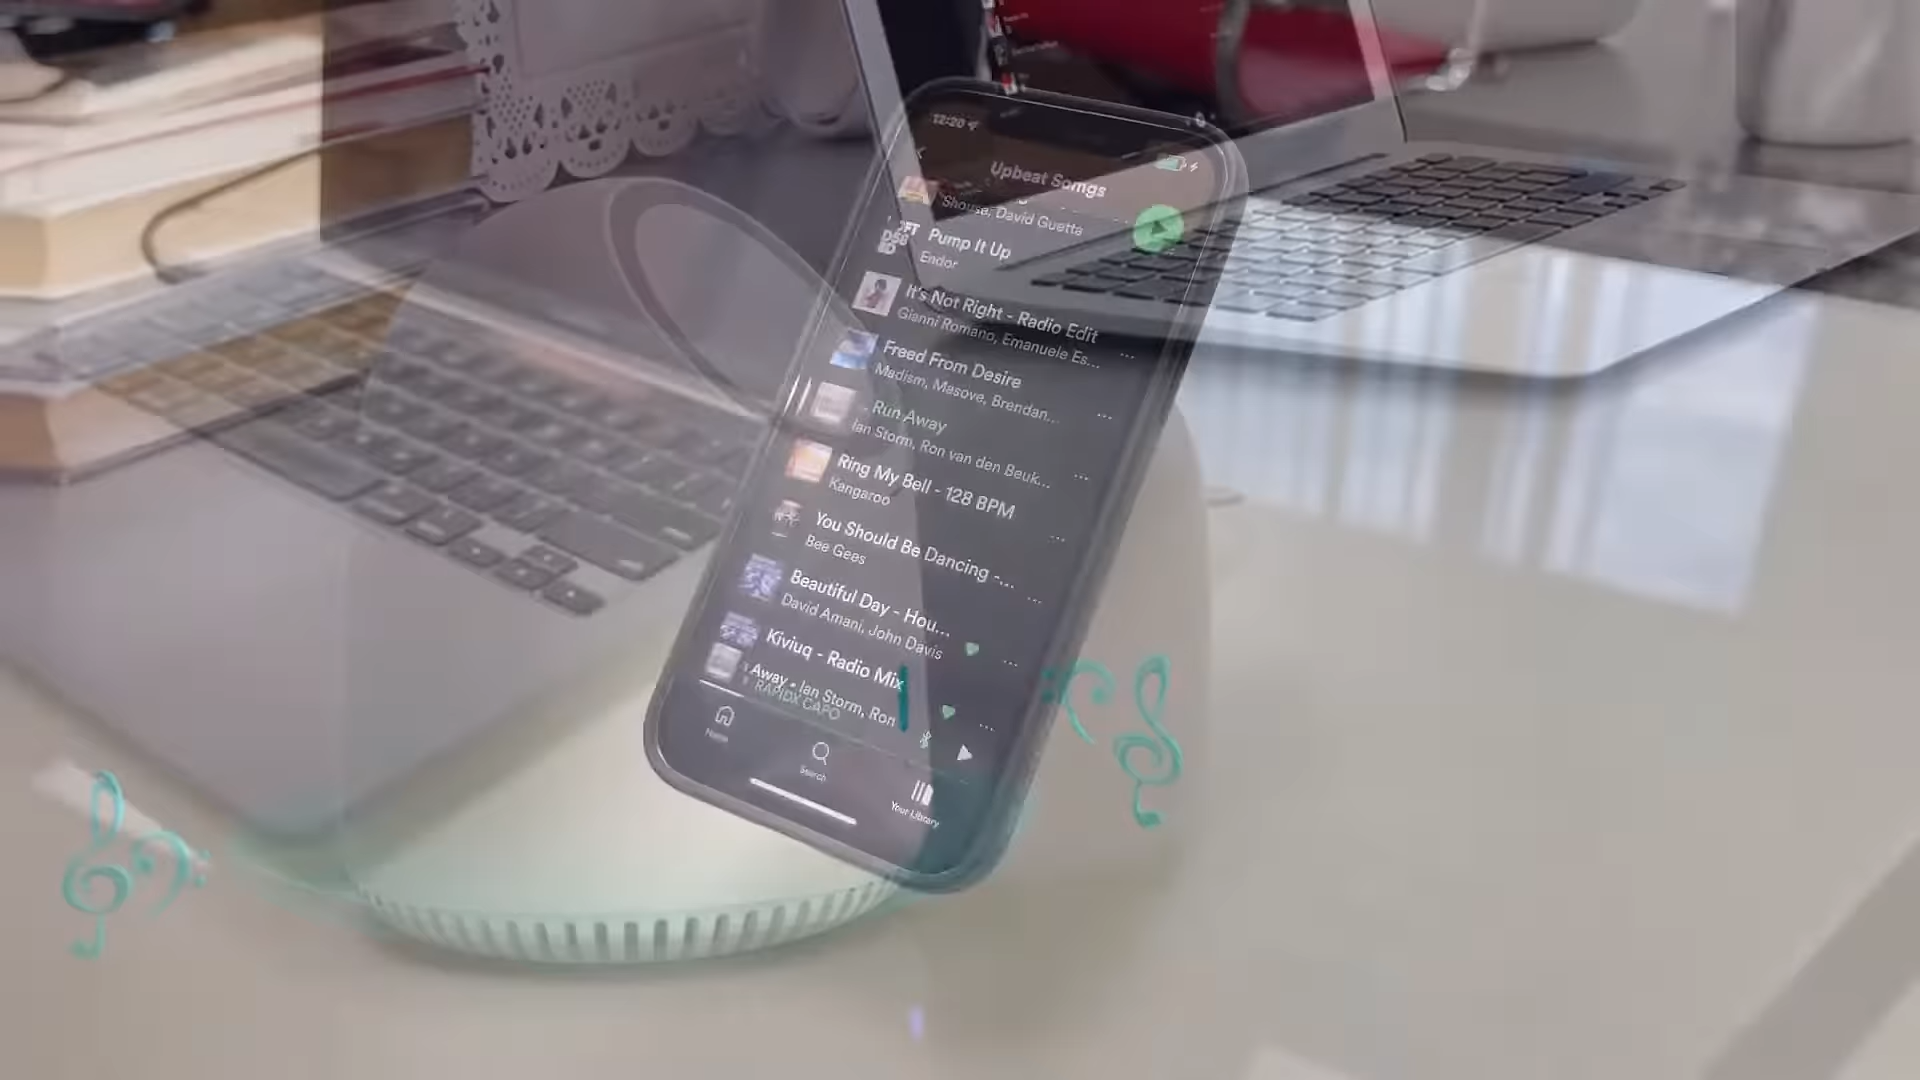 12:20
Upbeat Songs
Shouse, David Guetta
Pump It Up
Endor
It's Not Right - Radio Edit
Gianni Romano, Emanuele Es...
Freed From Desire
Madism, Masove, Brendan...
- Run Away
Ian Storm, Ron van den Beuk...
Ring My Bell - 128 BPM
Kangaroo
You Should Be Dancing -...
Bee Gees
Beautiful Day - Hou...
David Amani, John Davis
Kiviuq - Radio Mix
Away • Ian Storm, Ron
RAPIDX CAPO
Home
Search
Your Library